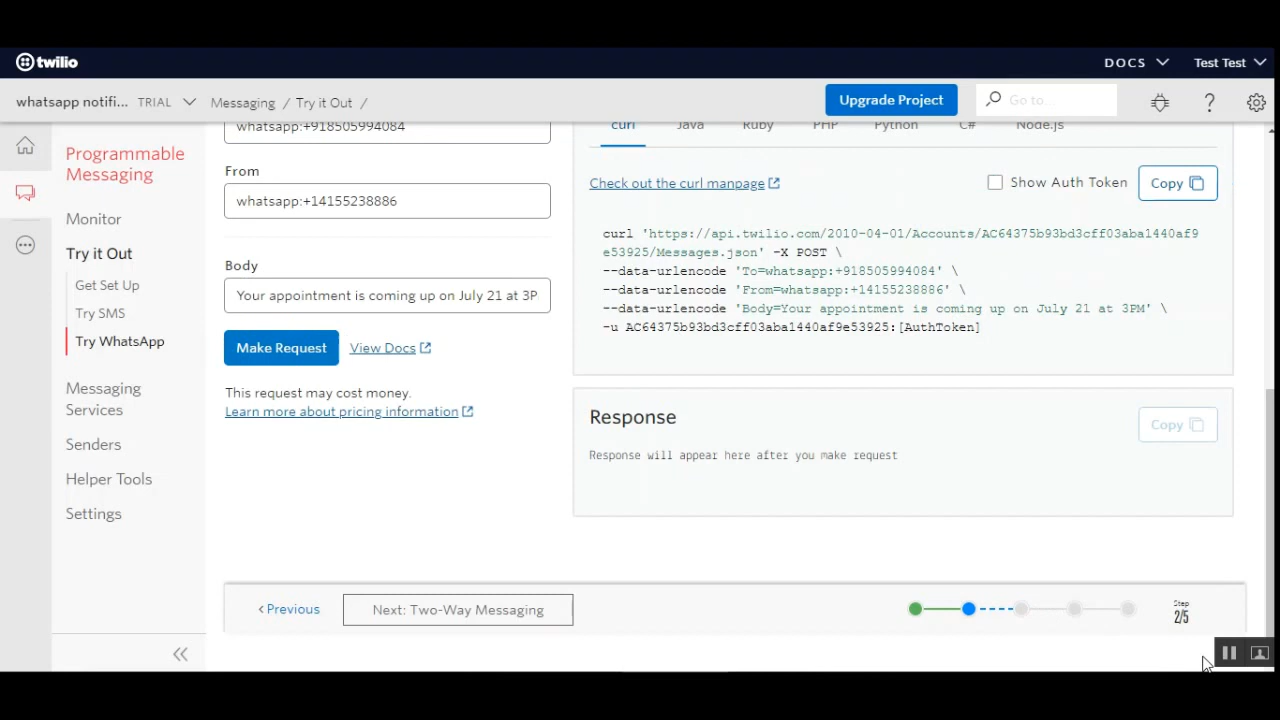 twilio
DOCS
Test Test
whatsapp notifi... TRIAL
Messaging / Try it Out /
Upgrade Project
Go to...
?
Programmable
Messaging
Monitor
Try it Out
Get Set Up
Try SMS
Try WhatsApp
Messaging
Services
Senders
Helper Tools
Settings
whatsapp:+918505994084
From
whatsapp:+14155238886
Body
Your appointment is coming up on July 21 at 3P
Make Request
View Docs
This request may cost money.
Learn more about pricing information
curl Java Ruby PHP Python C# Node.js
Check out the curl manpage
Show Auth Token
Copy
curl 'https://api.twilio.com/2010-04-01/Accounts/AC64375b93bd3cff03aba1440af9
e53925/Messages.json' -X POST \
--data-urlencode 'To=whatsapp:+918505994084' \
--data-urlencode 'From=whatsapp:+14155238886' \
--data-urlencode 'Body=Your appointment is coming up on July 21 at 3PM' \
-u AC64375b93bd3cff03aba1440af9e53925:[AuthToken]
Response
Copy
Response will appear here after you make request
< Previous
Next: Two-Way Messaging
Step
2/5
<<